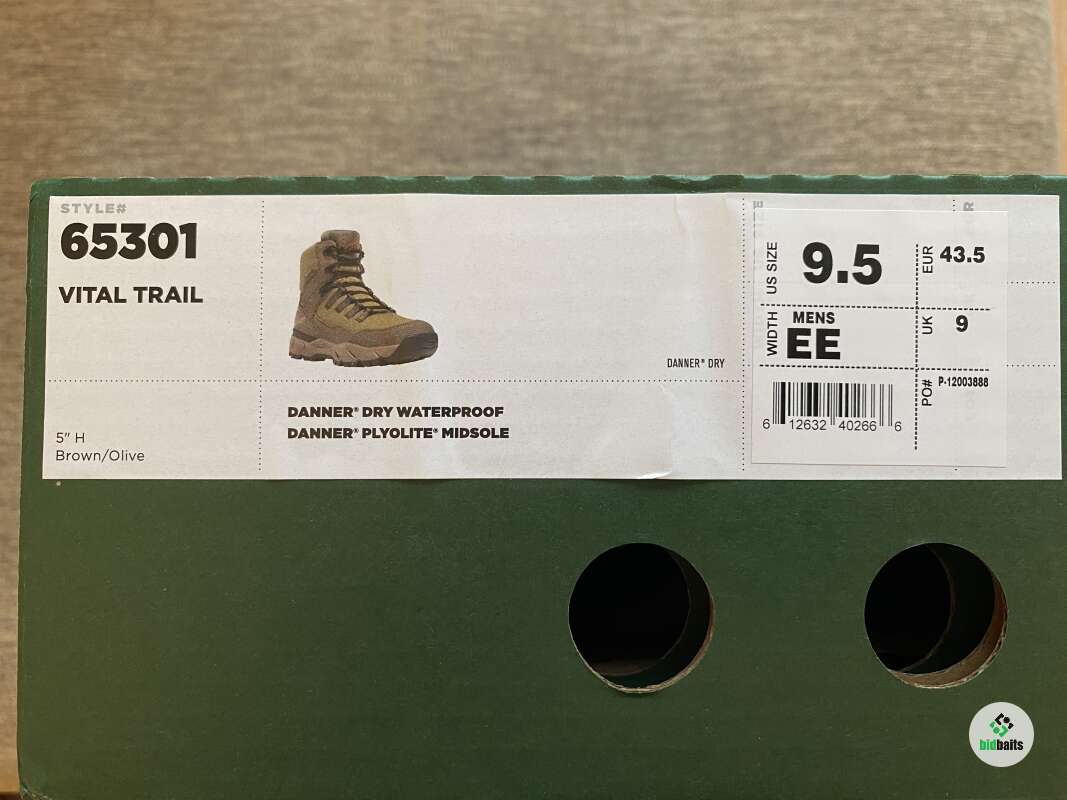 STYLE#
65301
VITAL TRAIL
5" H
Brown/Olive
DANNER® DRY WATERPROOF
DANNER® PLYOLITE® MIDSOLE
DANNER® DRY
US SIZE
9.5
EUR
43.5
WIDTH
MENS
EE
UK
9
PO#
P-12003888
6 12632 40266 6
bidbaits